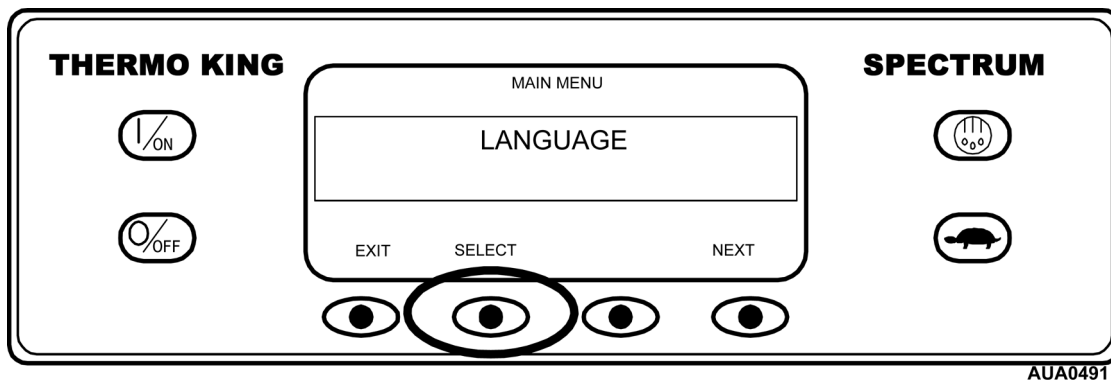 THERMO KING
SPECTRUM
MAIN MENU
I/ON
LANGUAGE
O/OFF
EXIT SELECT NEXT
AUA0491